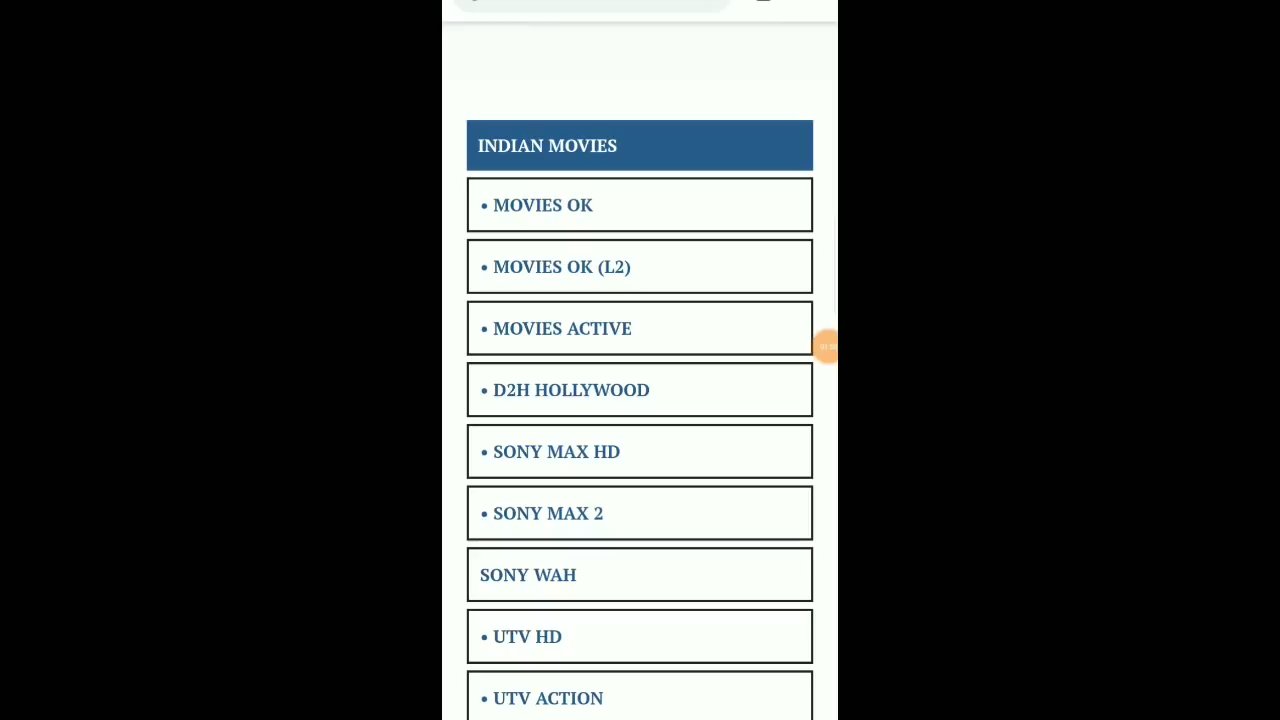 INDIAN MOVIES
• MOVIES OK
• MOVIES OK (L2)
• MOVIES ACTIVE
• D2H HOLLYWOOD
• SONY MAX HD
• SONY MAX 2
SONY WAH
• UTV HD
• UTV ACTION